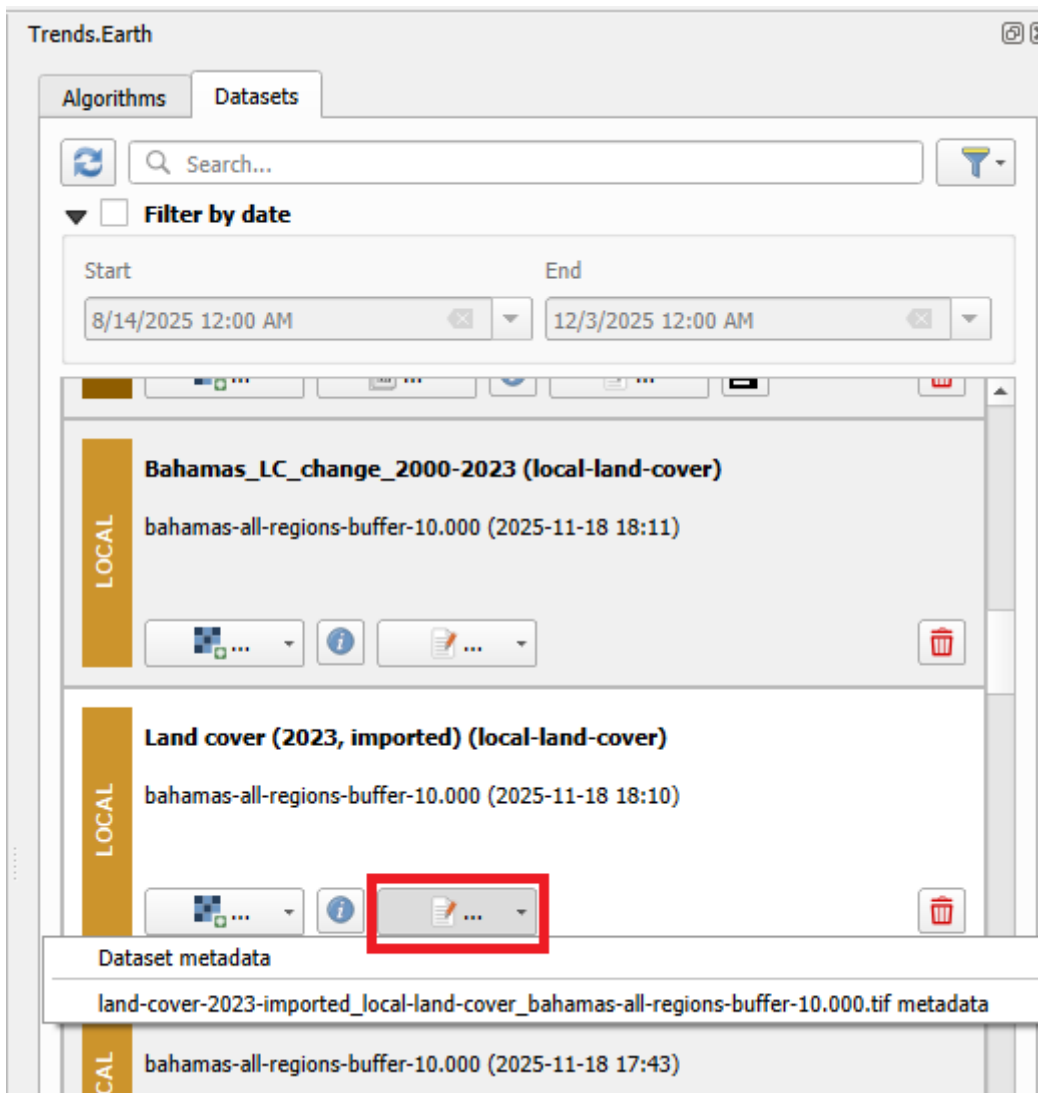 Trends.Earth
Algorithms
Datasets
Search...
Filter by date
Start
End
8/14/2025 12:00 AM
12/3/2025 12:00 AM
Bahamas_LC_change_2000-2023 (local-land-cover)
LOCAL
bahamas-all-regions-buffer-10.000 (2025-11-18 18:11)
... ...
Land cover (2023, imported) (local-land-cover)
LOCAL
bahamas-all-regions-buffer-10.000 (2025-11-18 18:10)
... ...
Dataset metadata
land-cover-2023-imported_local-land-cover_bahamas-all-regions-buffer-10.000.tif metadata
bahamas-all-regions-buffer-10.000 (2025-11-18 17:43)